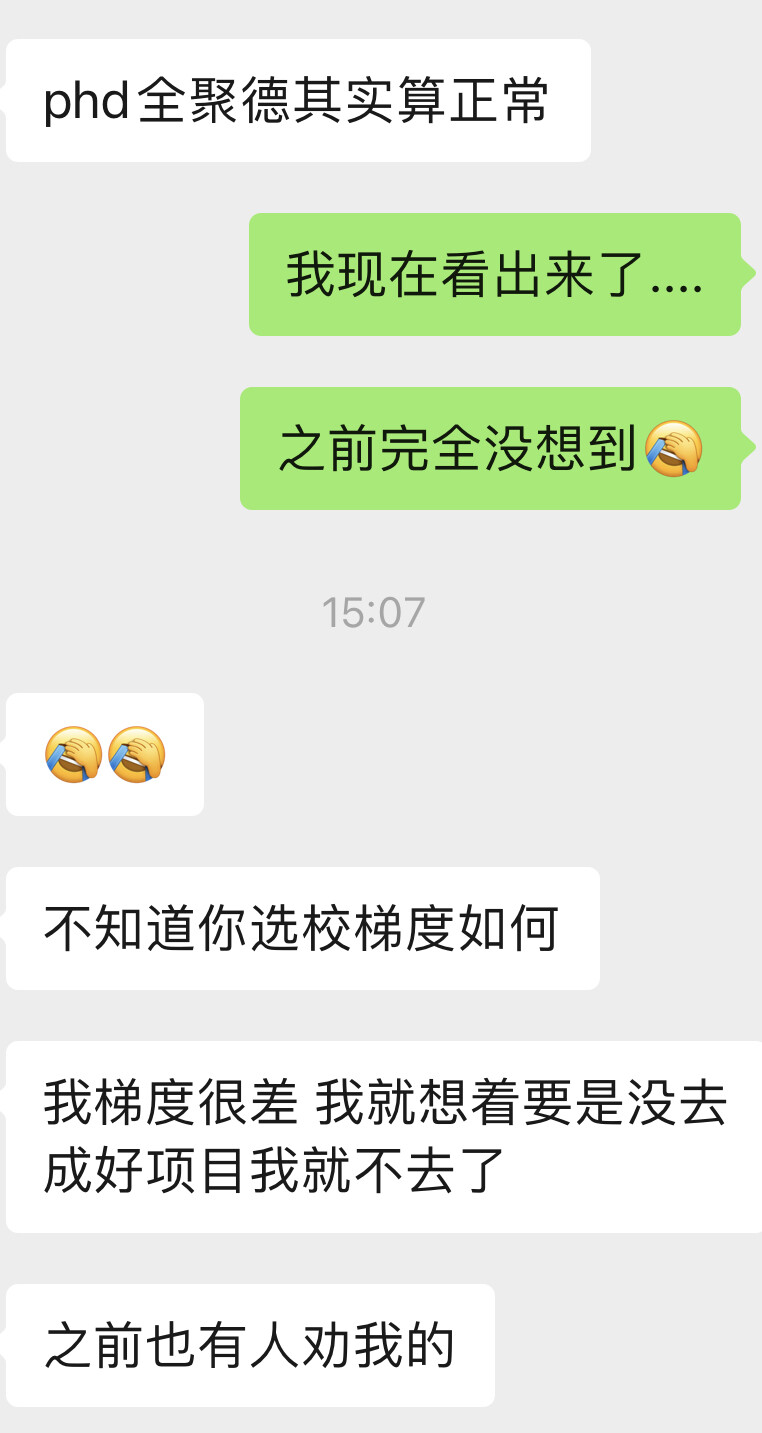 phd全聚德其实算正常
我现在看出来了....
之前完全没想到🤣
15:07
不知道你选校梯度如何
我梯度很差 我就想着要是没去
成好项目我就不去了
之前也有人劝我的